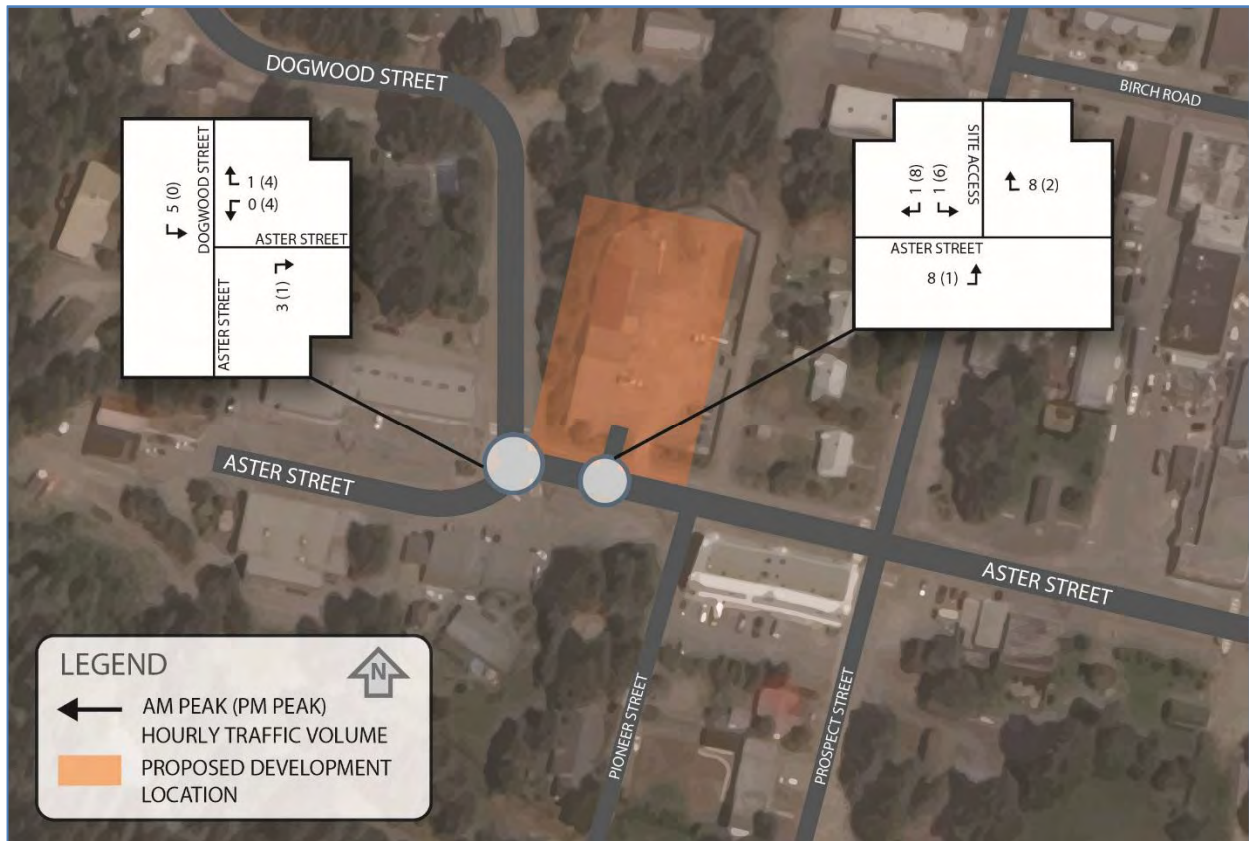 DOGWOOD STREET
BIRCH ROAD
5 (0)
DOGWOOD STREET
1 (4)
0 (4)
ASTER STREET
3 (1)
ASTER STREET
1 (8)
1 (6)
SITE ACCESS
8 (2)
ASTER STREET
8 (1)
ASTER STREET
ASTER STREET
PIONEER STREET
PROSPECT STREET
LEGEND
N
AM PEAK (PM PEAK)
HOURLY TRAFFIC VOLUME
PROPOSED DEVELOPMENT
LOCATION